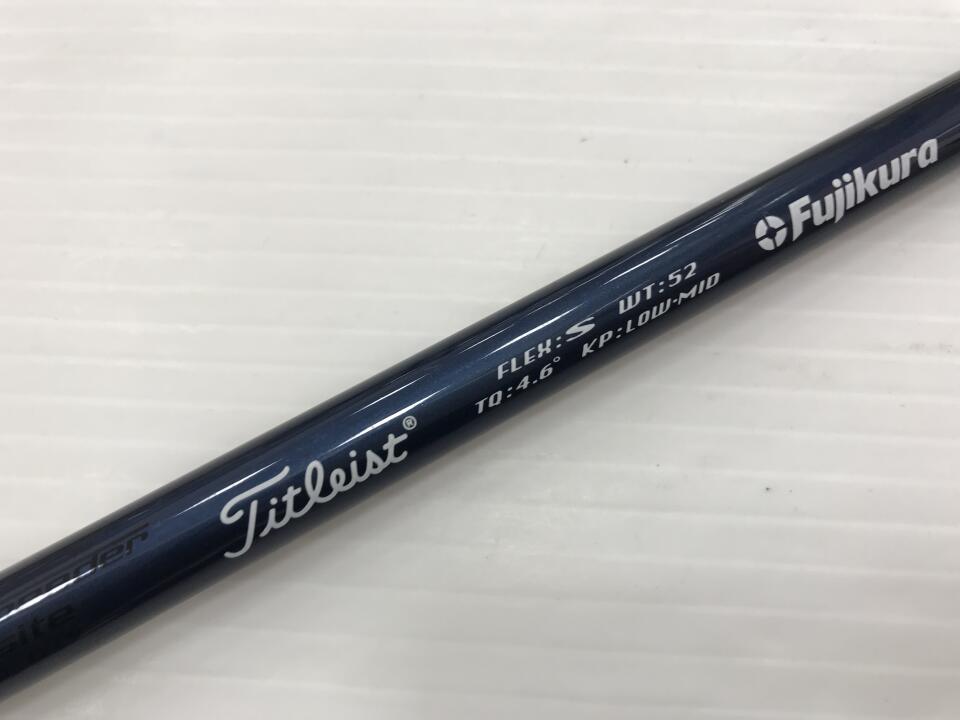 Fujikura
FLEX:S WT:52
TQ:4.6° KP:LOW-MID
Titleist®